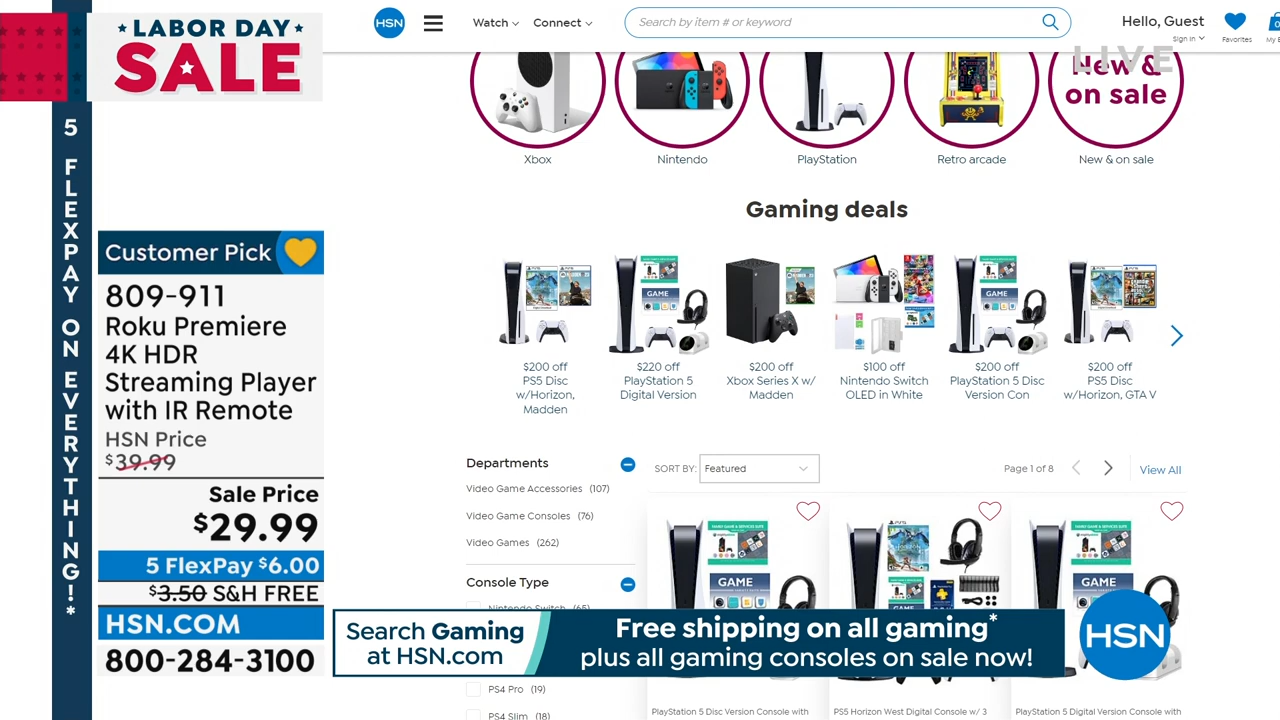 LABOR DAY
SALE
5 FLEXPAY ON EVERYTHING!*
Customer Pick
809-911
Roku Premiere
4K HDR
Streaming Player
with IR Remote
HSN Price
$39.99
Sale Price
$29.99
5 FlexPay $6.00
$3.50 S&H FREE
HSN.COM
800-284-3100
HSN
Watch
Connect
Search by item # or keyword
Hello, Guest
Sign In
Favorites
LIVE
New &
on sale
Xbox
Nintendo
PlayStation
Retro arcade
New & on sale
Gaming deals
$200 off
PS5 Disc
w/Horizon,
Madden
$220 off
PlayStation 5
Digital Version
$200 off
Xbox Series X w/
Madden
$100 off
Nintendo Switch
OLED in White
$200 off
PlayStation 5 Disc
Version Con
$200 off
PS5 Disc
w/Horizon, GTA V
Departments
Video Game Accessories (107)
Video Game Consoles (76)
Video Games (262)
Console Type
Nintendo Switch (65)
PS4 Pro (19)
PS4 Slim (18)
SORT BY: Featured
Page 1 of 8
View All
GAME
GAME
GAME
Search Gaming
at HSN.com
Free shipping on all gaming*
plus all gaming consoles on sale now!
HSN
PlayStation 5 Disc Version Console with
PS5 Horizon West Digital Console w/ 3
PlayStation 5 Digital Version Console with